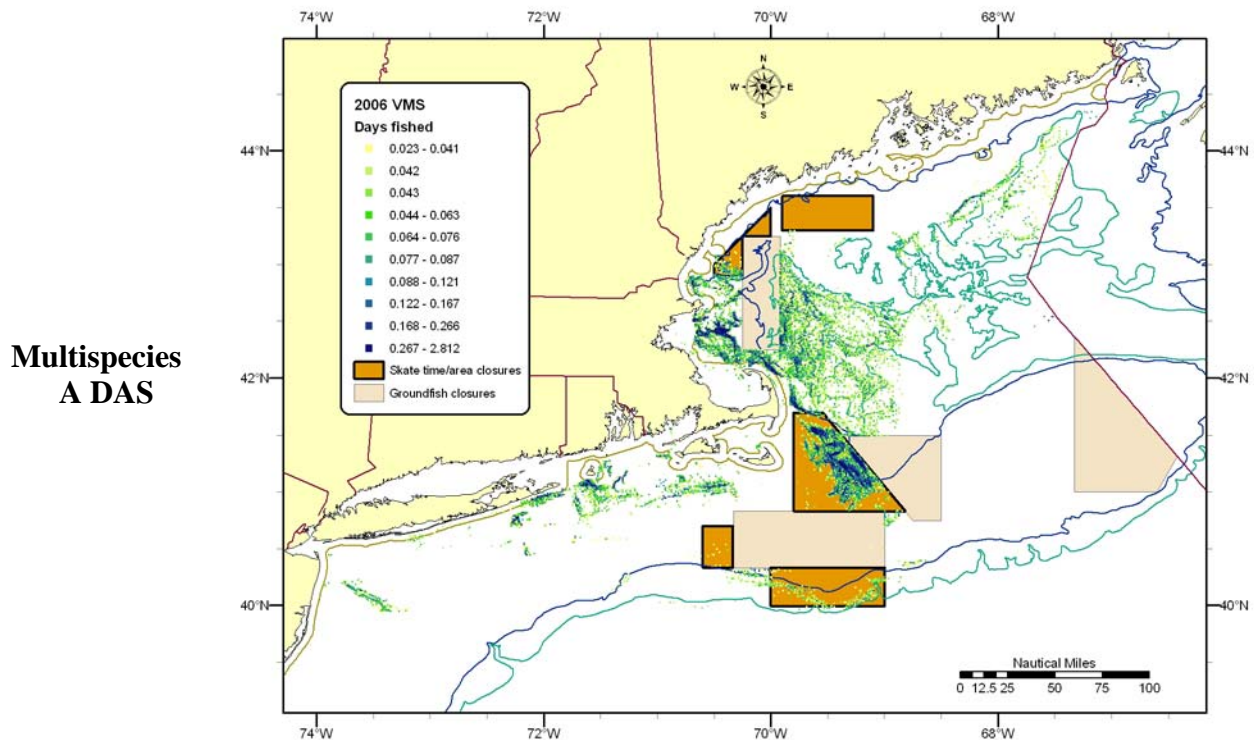 74°W 72°W 70°W 68°W
N
W E
S
2006 VMS
Days fished
0.023 - 0.041
0.042
0.043
0.044 - 0.063
0.064 - 0.076
0.077 - 0.087
0.088 - 0.121
0.122 - 0.167
0.168 - 0.266
0.267 - 2.812
Skate time/area closures
Groundfish closures
44°N 44°N
Multispecies
A DAS
42°N 42°N
40°N 40°N
Nautical Miles
0 12.5 25 50 75 100
74°W 72°W 70°W 68°W